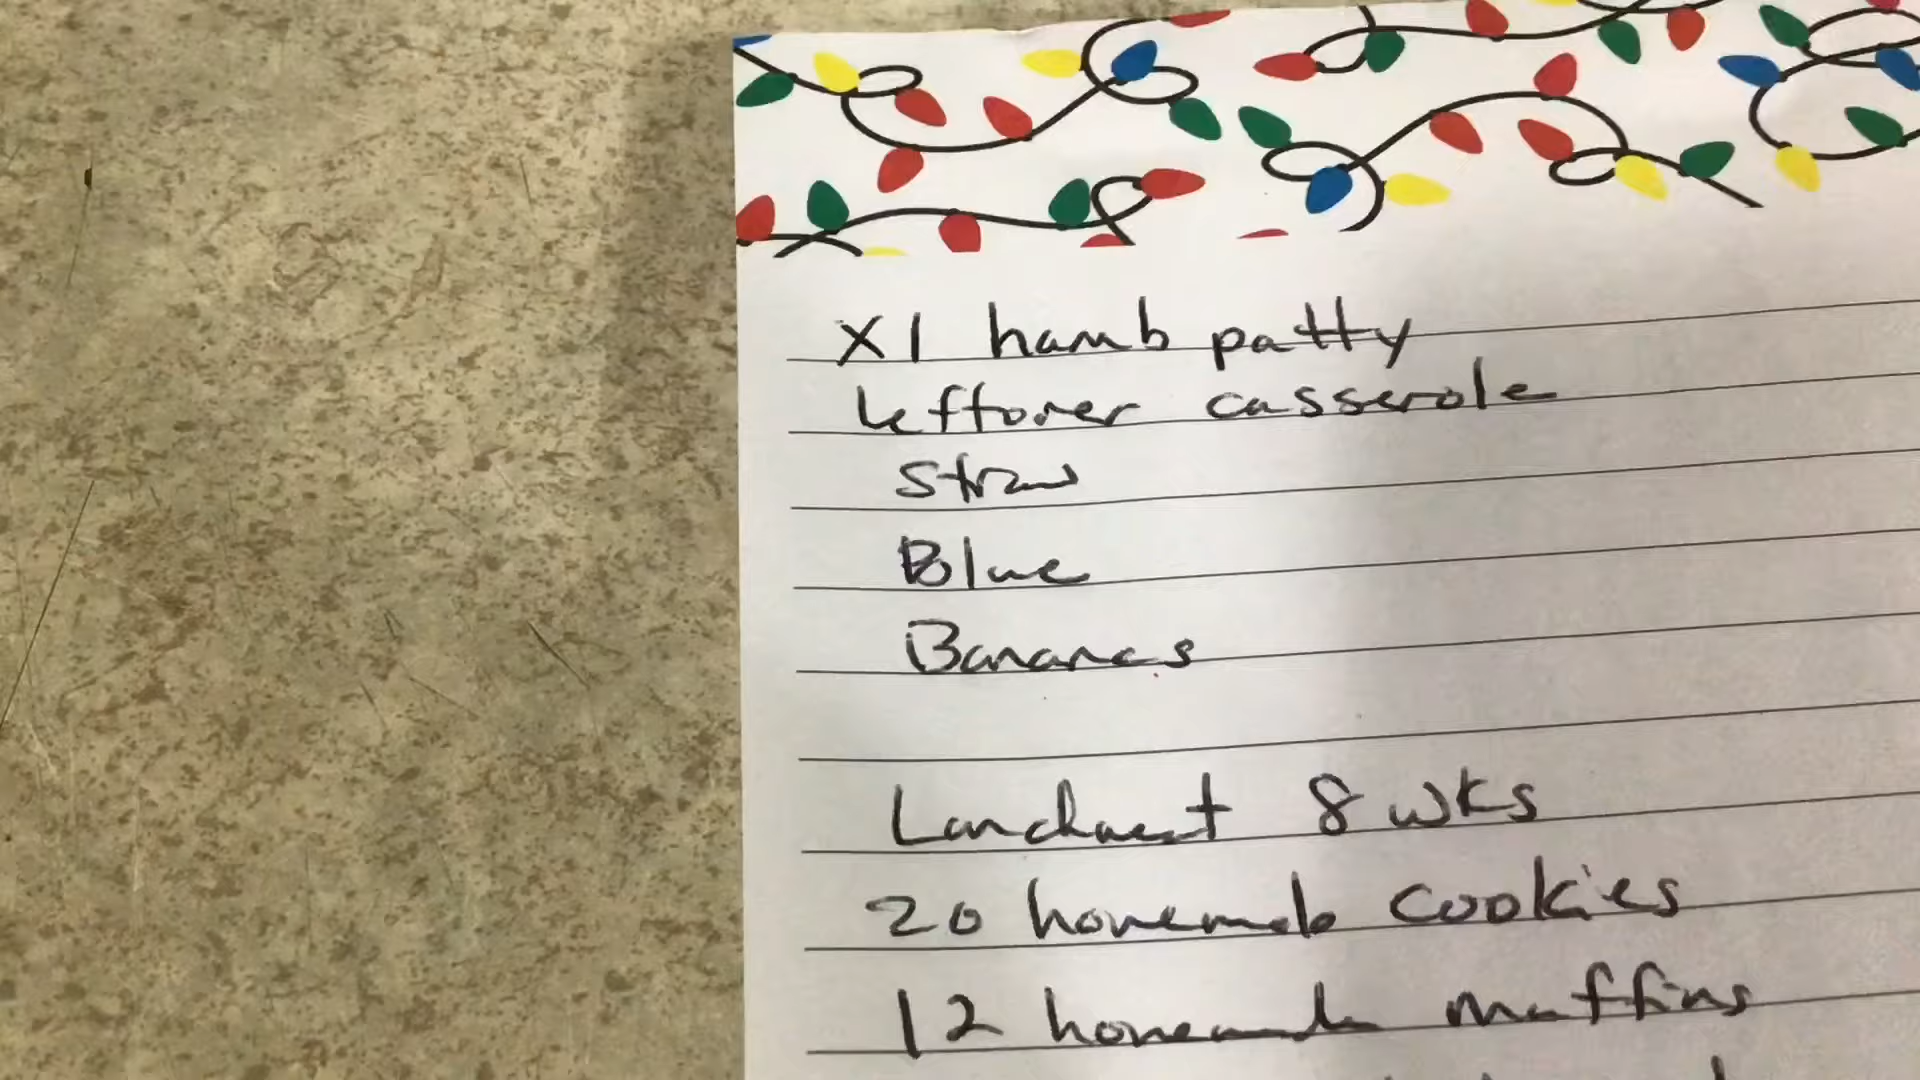 X1 hamb patty
leftover casserole
Straw
Blue
Bananas
Lunchmeat 8 wks
20 homemade cookies
12 homemade muffins